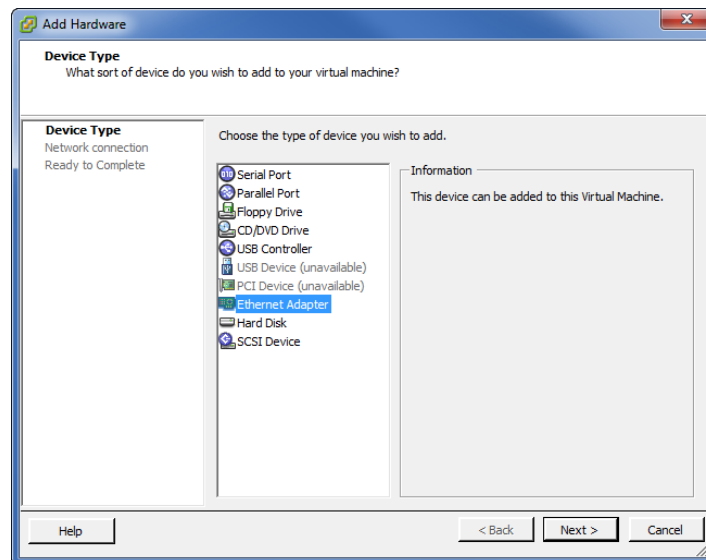 Add Hardware
Device Type
What sort of device do you wish to add to your virtual machine?
Device Type
Network connection
Ready to Complete
Choose the type of device you wish to add.
Serial Port
Parallel Port
Floppy Drive
CD/DVD Drive
USB Controller
USB Device (unavailable)
PCI Device (unavailable)
Ethernet Adapter
Hard Disk
SCSI Device
Information
This device can be added to this Virtual Machine.
Help
< Back
Next >
Cancel